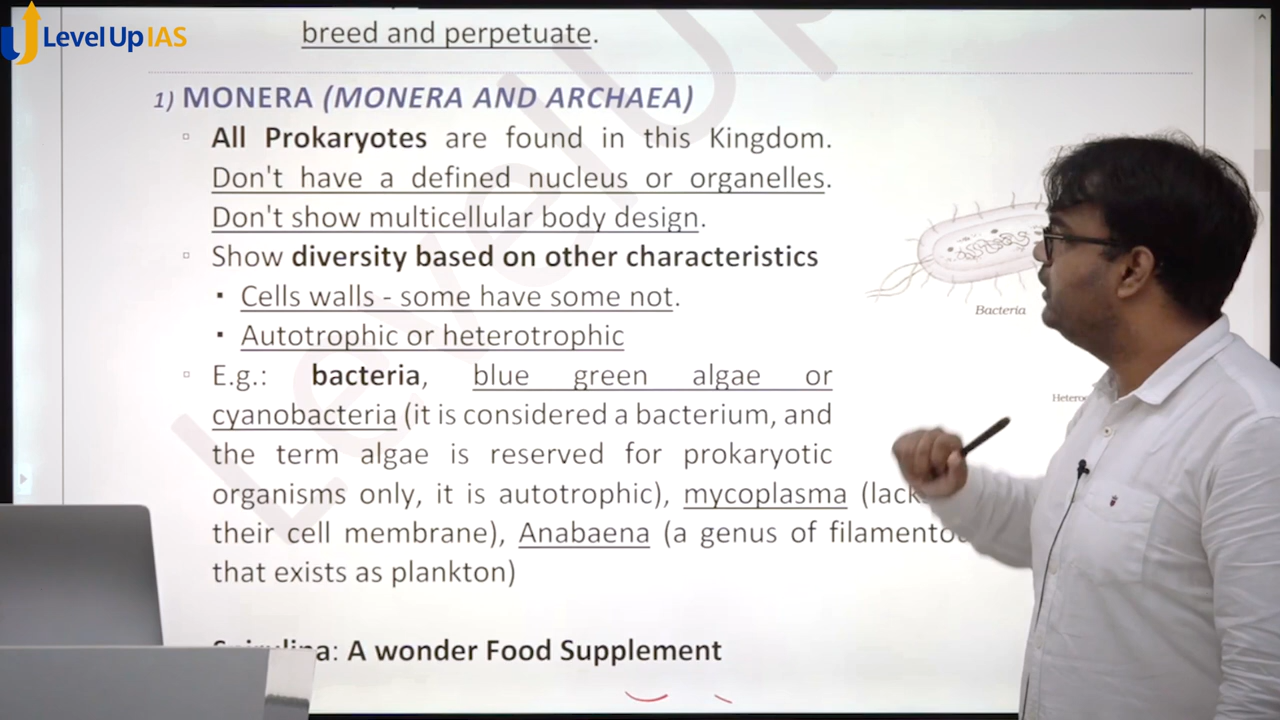 Level Up IAS
breed and perpetuate.
1) MONERA (MONERA AND ARCHAEA)
All Prokaryotes are found in this Kingdom.
Don't have a defined nucleus or organelles.
Don't show multicellular body design.
Show diversity based on other characteristics
Cells walls - some have some not.
Autotrophic or heterotrophic
Bacteria
E.g.: bacteria, blue green algae or
cyanobacteria (it is considered a bacterium, and
the term algae is reserved for prokaryotic
organisms only, it is autotrophic), mycoplasma
their cell membrane), Anabaena (a genus of
that exists as plankton)
Spirulina: A wonder Food Supplement